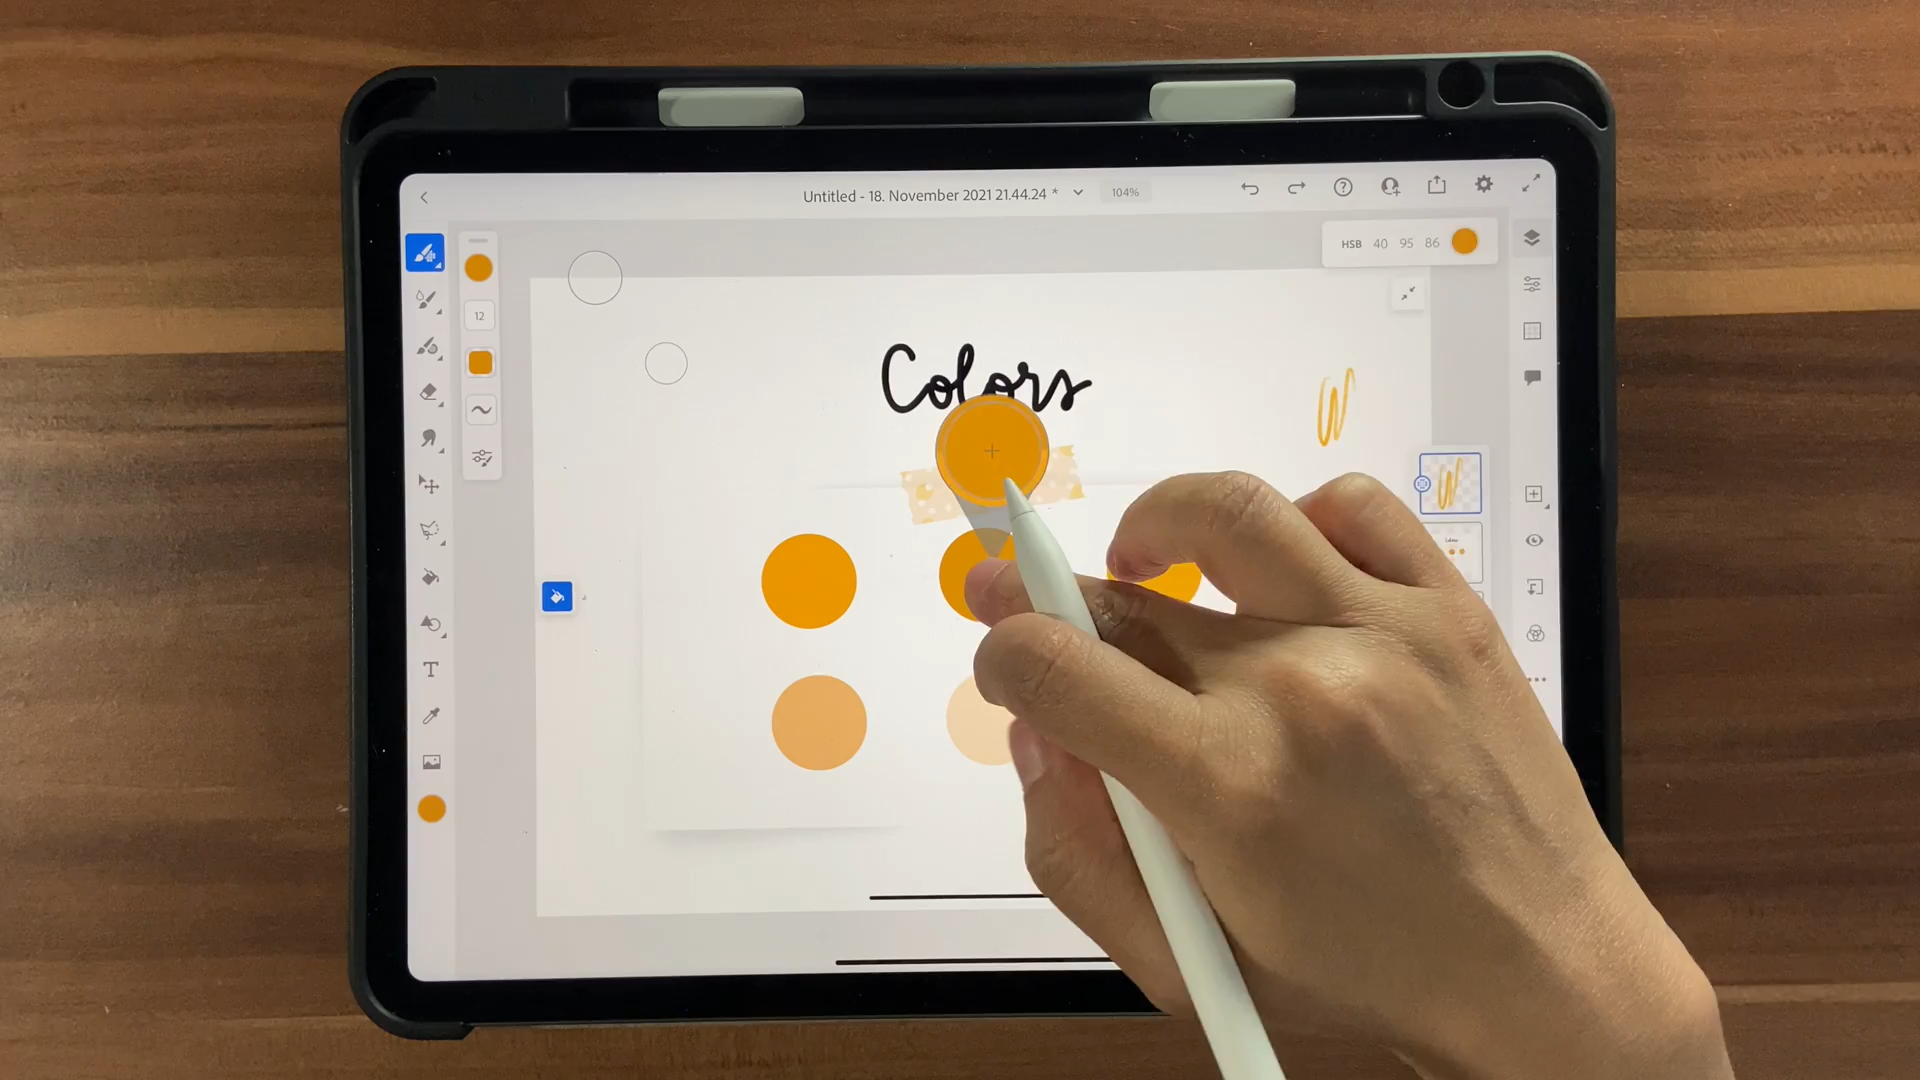 Untitled - 18. November 2021 21.44.24 *
104%
HSB 40 95 86
12
Colors
T